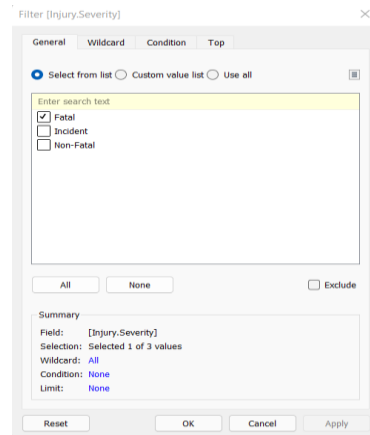 Filter [Injury.Severity]
General Wildcard Condition Top
Select from list Custom value list Use all
Enter search text
Fatal
Incident
Non-Fatal
All None Exclude
Summary
Field: [Injury.Severity]
Selection: Selected 1 of 3 values
Wildcard: All
Condition: None
Limit: None
Reset OK Cancel Apply